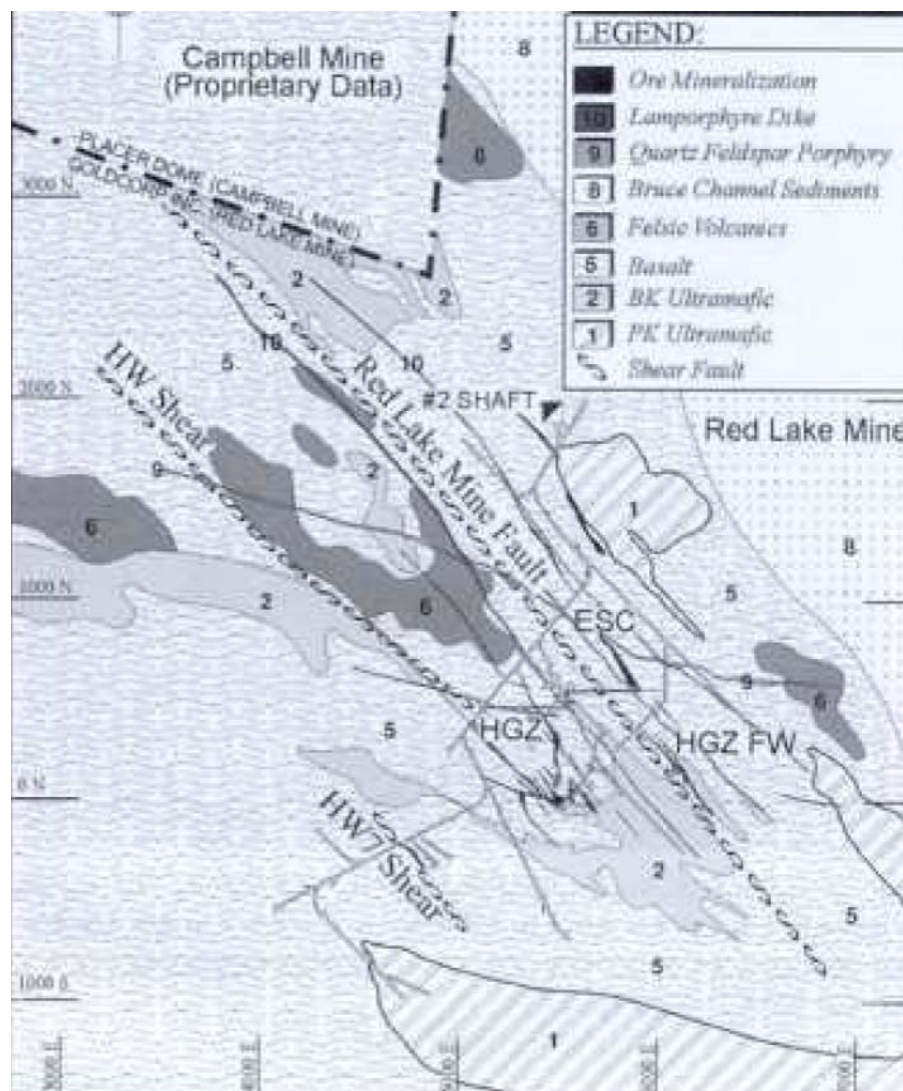 Campbell Mine
(Proprietary Data)
LEGEND:
Ore Mineralization
10 Lamporphyre Dike
9 Quartz Feldspar Porphyry
8 Bruce Channel Sediments
6 Felsic Volcanics
5 Basalt
2 BK Ultramafic
1 PK Ultramafic
Shear Fault
8
6
PLACER DOME (CAMPBELL MINE)
GOLDCORP INC. (RED LAKE MINE)
3000 N
2
2
10
10
5
5
2000 N
HW Shear
Red Lake Mine Fault
#2 SHAFT
Red Lake Mine
9
2
1
6
8
1000 N
2
6
5
ESC
9
6
5
HGZ
HGZ FW
0 N
HW7 Shear
2
5
5
1000 S
1